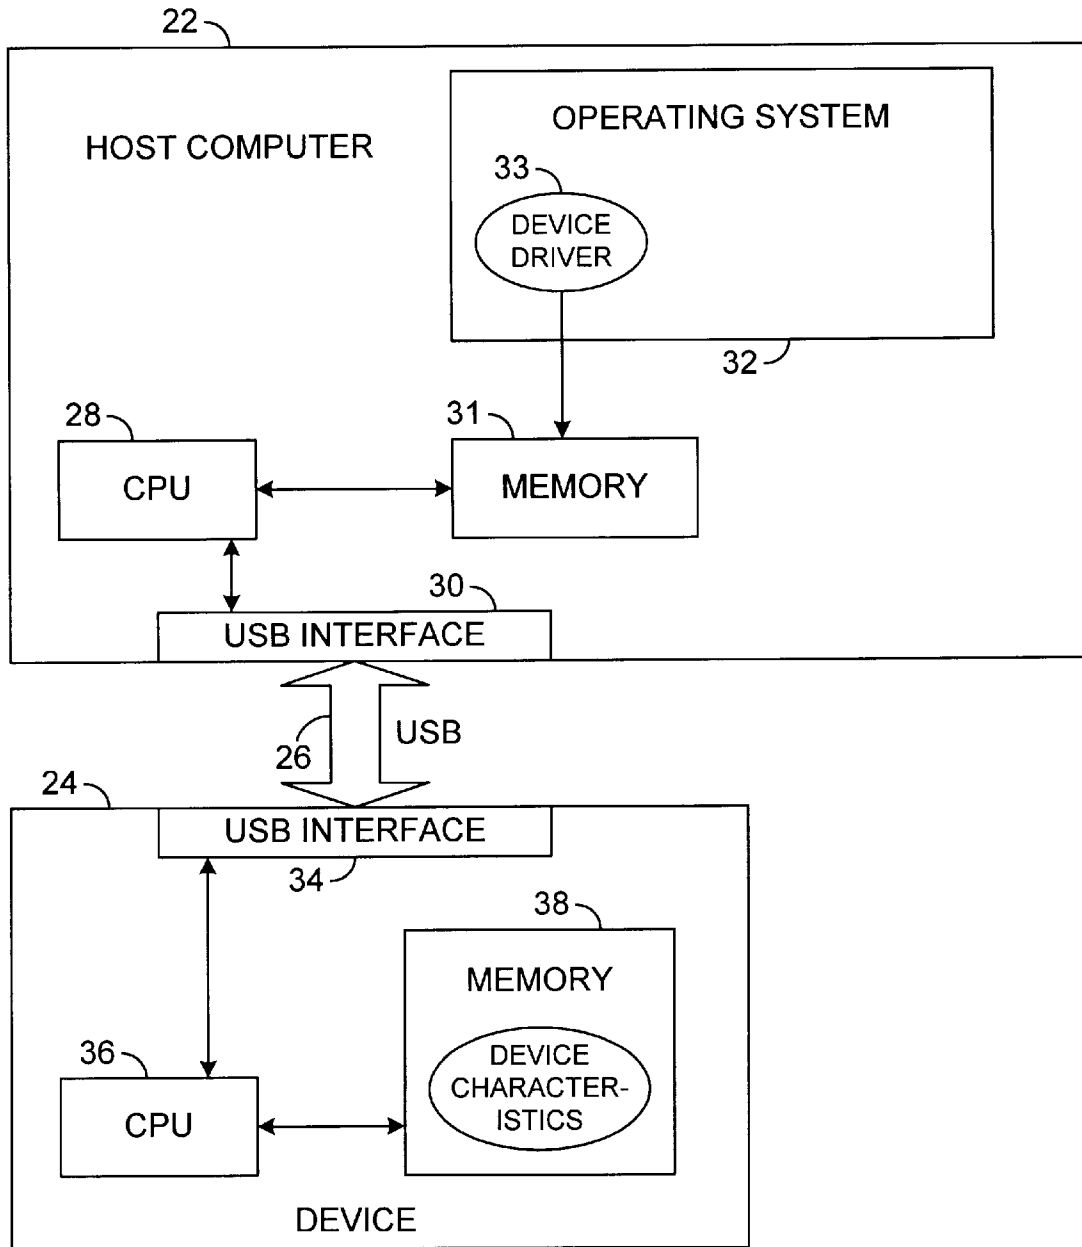 22
OPERATING SYSTEM
HOST COMPUTER
33
DEVICE
DRIVER
32
28
31
CPU
MEMORY
30
USB INTERFACE
26
USB
24
USB INTERFACE
34
38
MEMORY
36
DEVICE
CHARACTER-
ISTICS
CPU
DEVICE